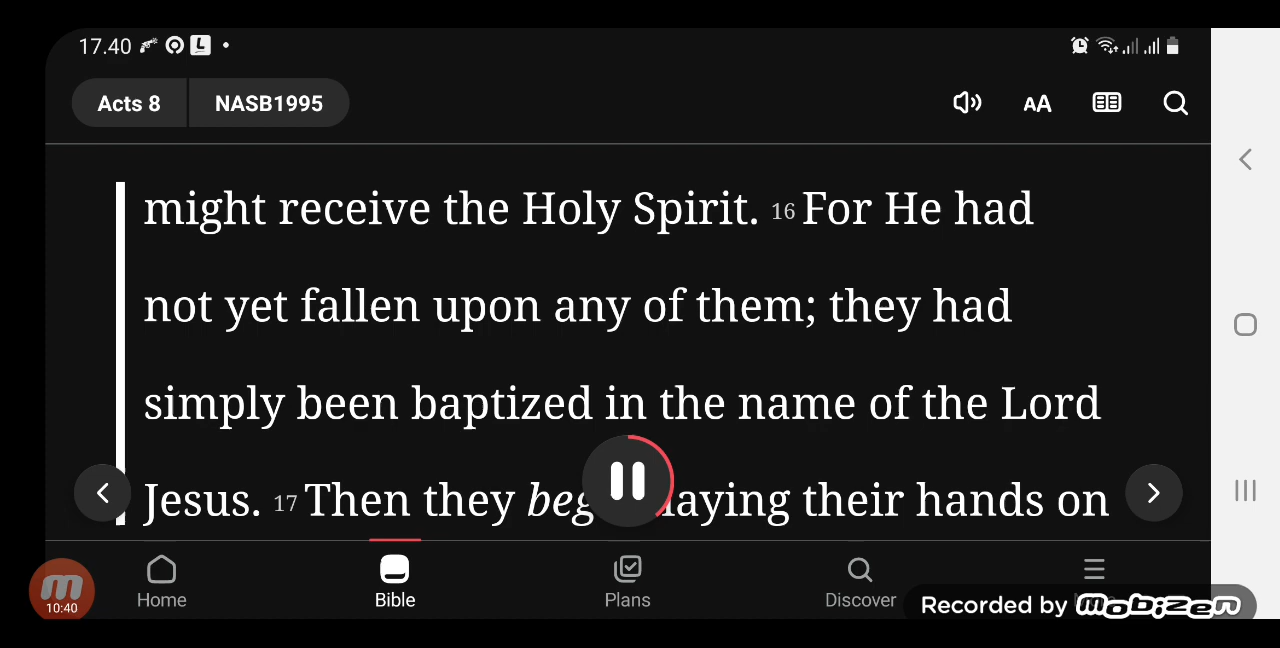 17.40
L
Acts 8 NASB1995
AA
might receive the Holy Spirit. 16 For He had
not yet fallen upon any of them; they had
simply been baptized in the name of the Lord
Jesus. 17 Then they beg laying their hands on
Home Bible Plans Discover
10:40
Recorded by Mobizen